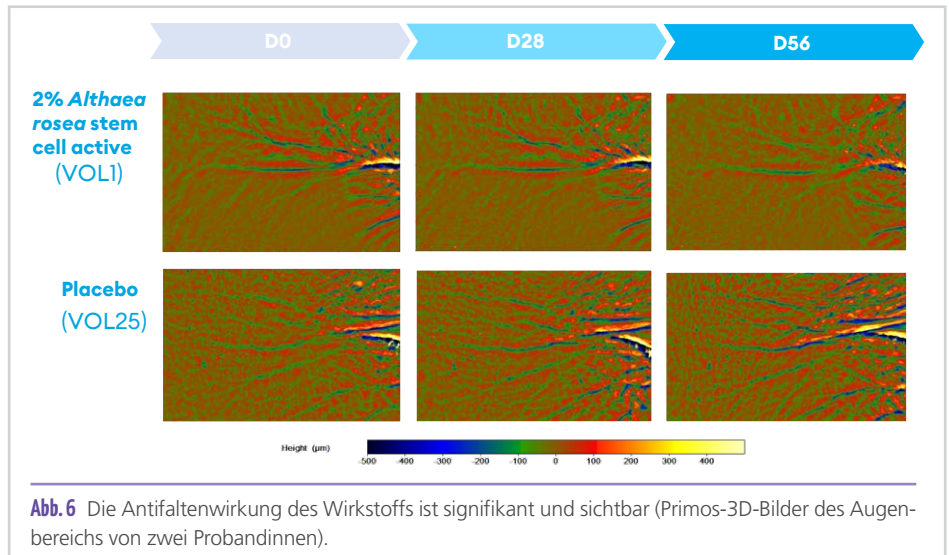 D0 D28 D56
2% Althaea
rosea stem
cell active
(VOL1)
Placebo
(VOL25)
Height (µm)
-500 -400 -300 -200 -100 0 100 200 300 400
Abb. 6 Die Antifaltenwirkung des Wirkstoffs ist signifikant und sichtbar (Primos-3D-Bilder des Augen-
bereichs von zwei Probandinnen).